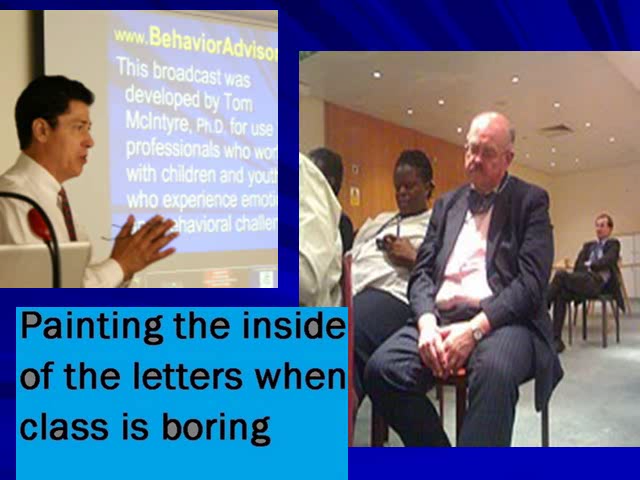 www.BehaviorAdvisor
This broadcast was
developed by Tom
McIntyre, Ph.D. for use
professionals who wor
with children and youth
who experience emotio
behavioral challen
Painting the inside
of the letters when
class is boring